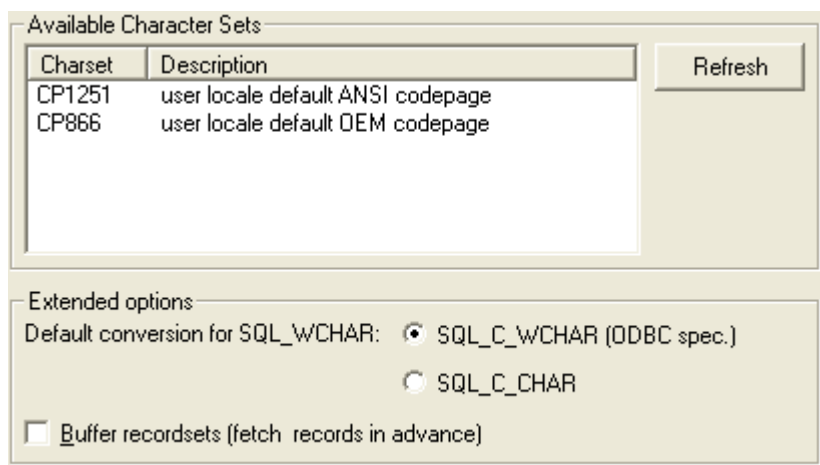 Available Character Sets
Charset Description Refresh
CP1251 user locale default ANSI codepage
CP866 user locale default OEM codepage
Extended options
Default conversion for SQL_WCHAR: SQL_C_WCHAR (ODBC spec.)
SQL_C_CHAR
Buffer recordsets (fetch records in advance)